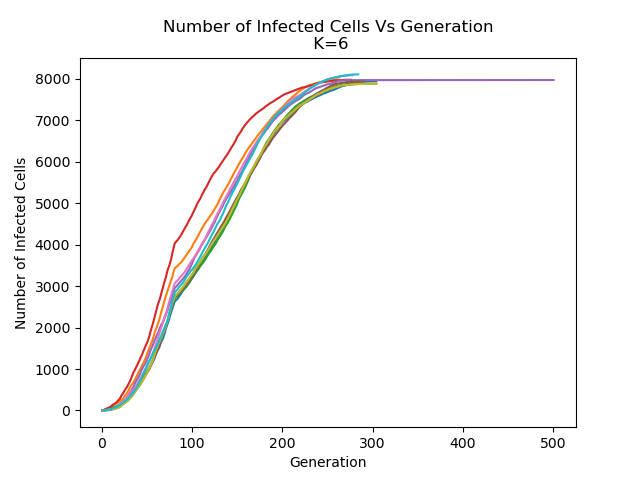 Number of Infected Cells Vs Generation
K=6
Number of Infected Cells
8000
7000
6000
5000
4000
3000
2000
1000
0
0 100 200 300 400 500
Generation